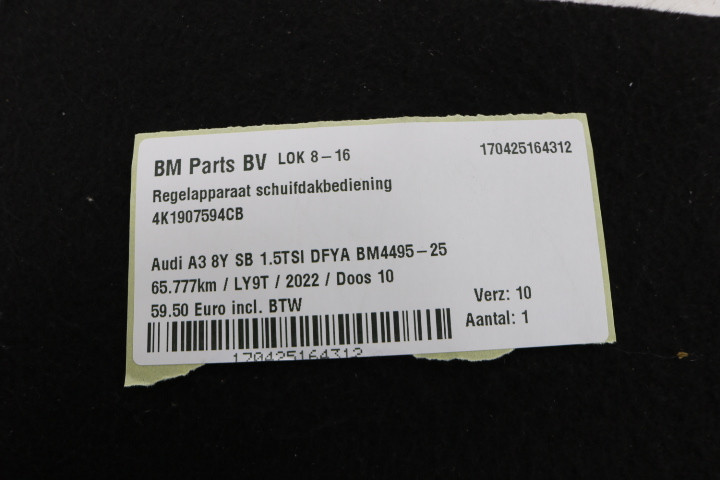 BM Parts BV LOK 8-16 170425164312
Regelapparaat schuifdakbediening
4K1907594CB
Audi A3 8Y SB 1.5TSI DFYA BM4495-25
65.777km / LY9T / 2022 / Doos 10
59.50 Euro incl. BTW
Verz: 10
Aantal: 1
170425164312